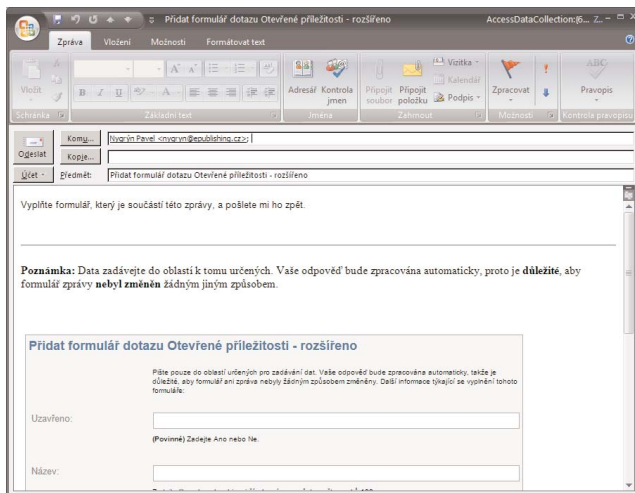 Přidat formulář dotazu Otevřené příležitosti - rozšířeno AccessDataCollection:{6... Z...
Zpráva Vložení Možnosti Formátovat text
Vložit
B I U
Adresář Kontrola jmen
Připojit soubor Připojit položku
Vizitka
Kalendář
Podpis
Zpracovat
ABC
Pravopis
Schránka Základní text Jména Zahrnout Možnosti Kontrola pravopisu
Odeslat
Komu... Nygrýn Pavel <nygryn@epublishing.cz>;
Kopie...
Účet Předmět: Přidat formulář dotazu Otevřené příležitosti - rozšířeno
Vyplňte formulář, který je součástí této zprávy, a pošlete mi ho zpět.
Poznámka: Data zadávejte do oblastí k tomu určených. Vaše odpověď bude zpracována automaticky, proto je důležité, aby
formulář zprávy nebyl změněn žádným jiným způsobem.
Přidat formulář dotazu Otevřené příležitosti - rozšířeno
Pište pouze do oblastí určených pro zadávání dat. Vaše odpověď bude zpracována automaticky, takže je
důležité, aby formulář ani zpráva nebyly žádným způsobem změněny. Další informace týkající se vyplnění tohoto
formuláře:
Uzavřeno:
(Povinné) Zadejte Ano nebo Ne.
Název: